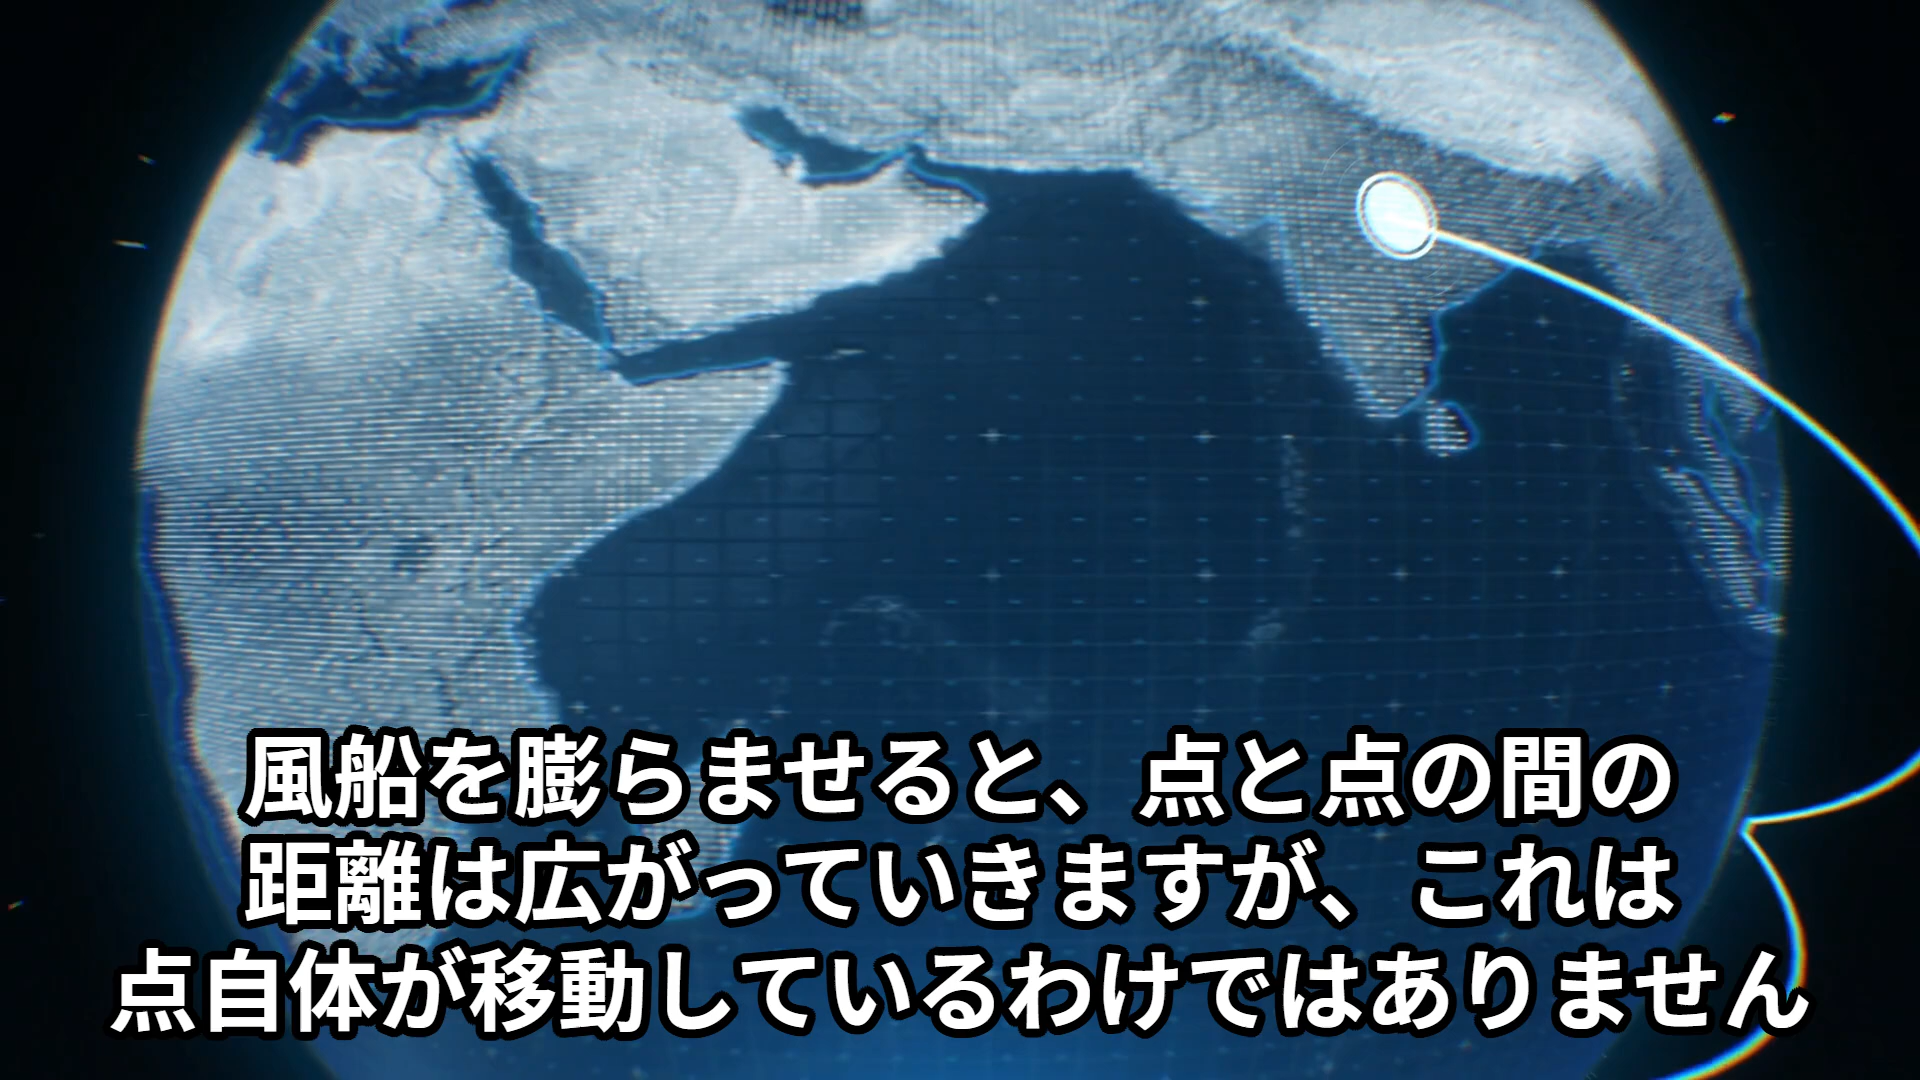 風船を膨らませると、点と点の間の
距離は広がっていきますが、これは
点自体が移動しているわけではありません